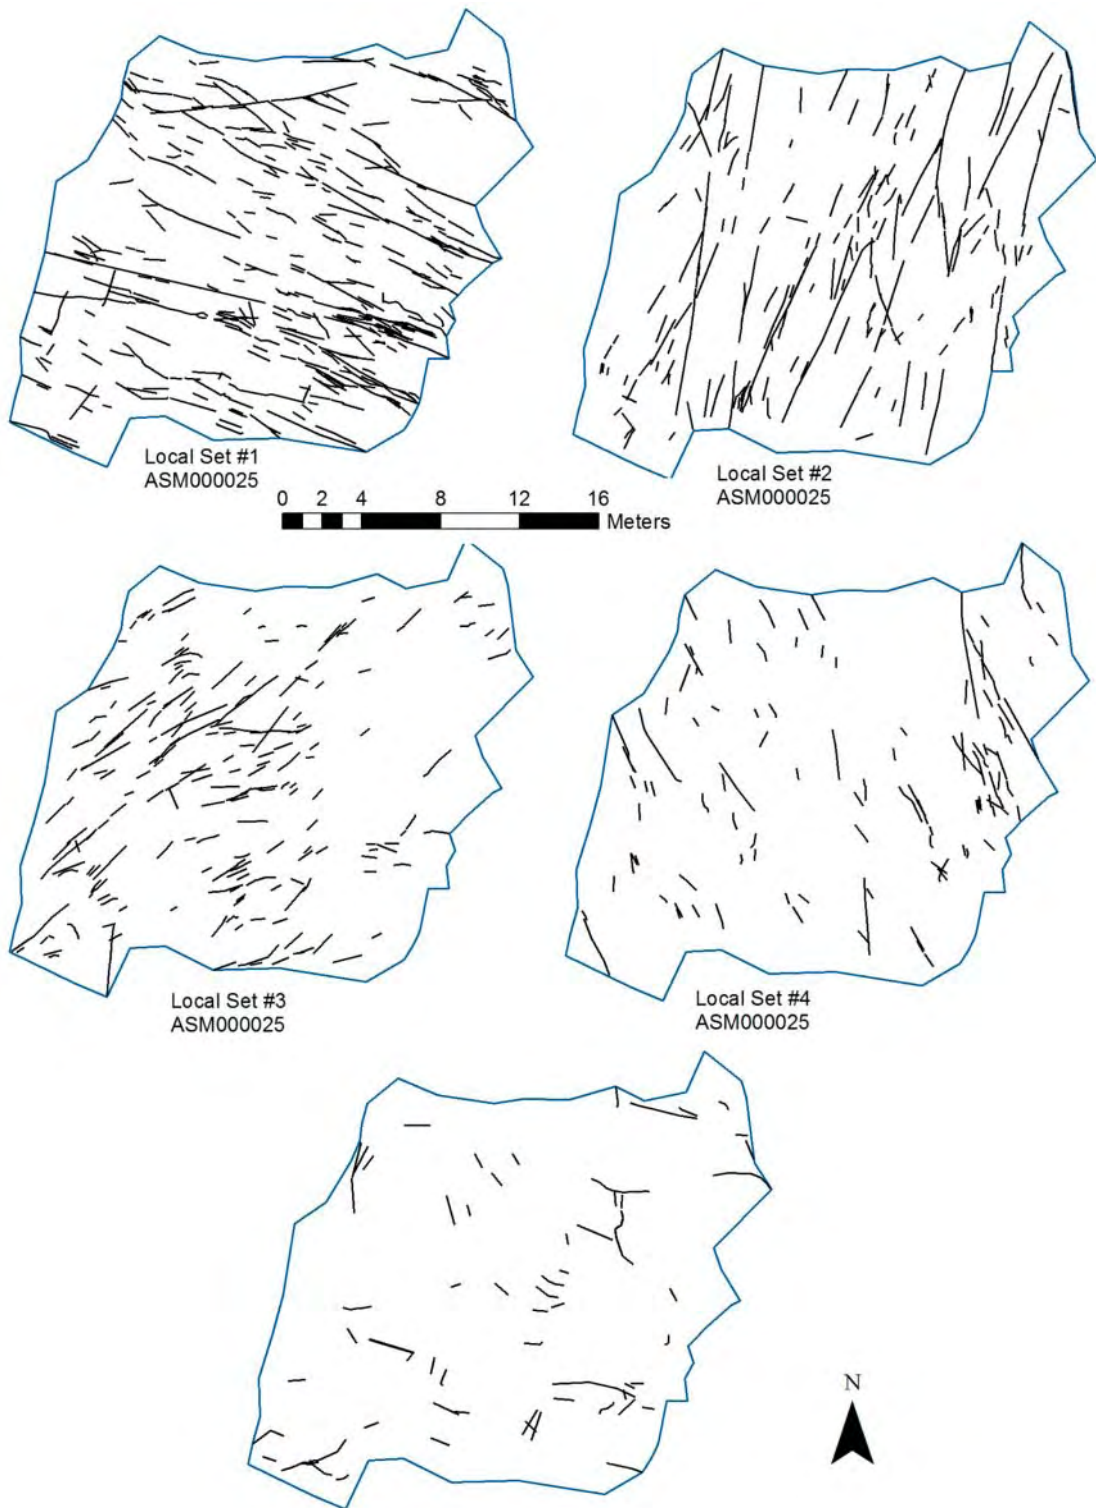 Local Set #1
ASM000025
Local Set #2
ASM000025
0 2 4 8 12 16
Meters
Local Set #3
ASM000025
Local Set #4
ASM000025
N